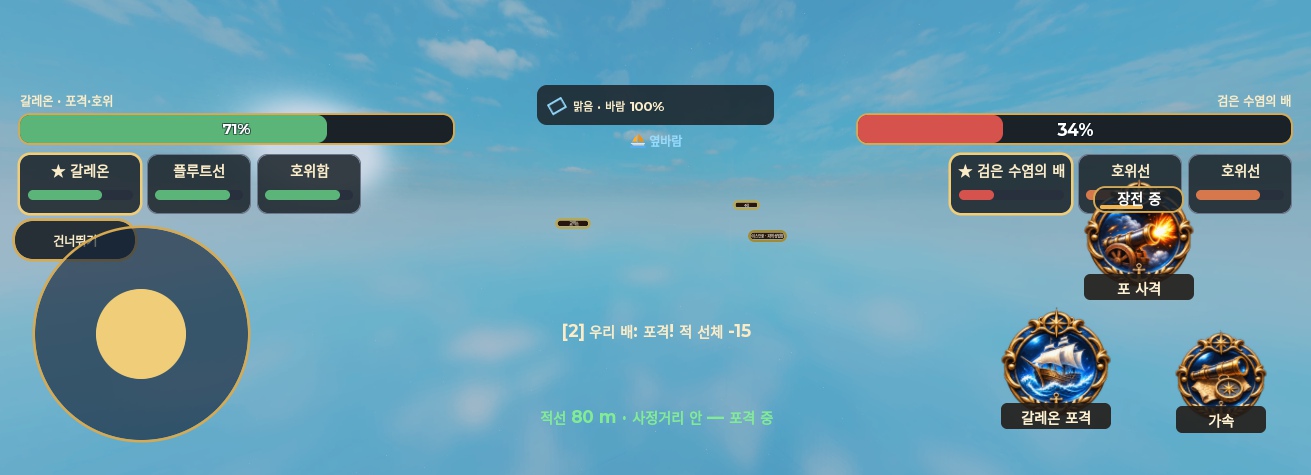 갈레온 · 포격·호위
71%
★ 갈레온
플루트선
호위함
건너뛰기
맑음 · 바람 100%
옆바람
검은 수염의 배
34%
★ 검은 수염의 배
호위선
호위선
장전 중
포 사격
[2] 우리 배: 포격! 적 선체 -15
적선 80 m · 사정거리 안 — 포격 중
갈레온 포격
가속